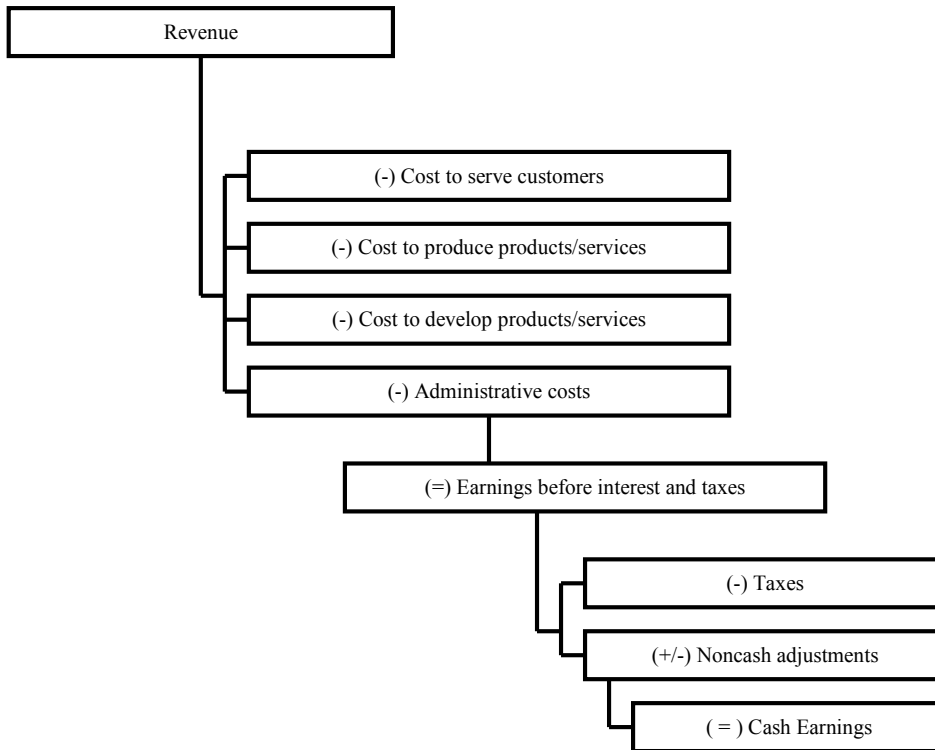 Revenue
(-) Cost to serve customers
(-) Cost to produce products/services
(-) Cost to develop products/services
(-) Administrative costs
(=) Earnings before interest and taxes
(-) Taxes
(+/-) Noncash adjustments
( = ) Cash Earnings